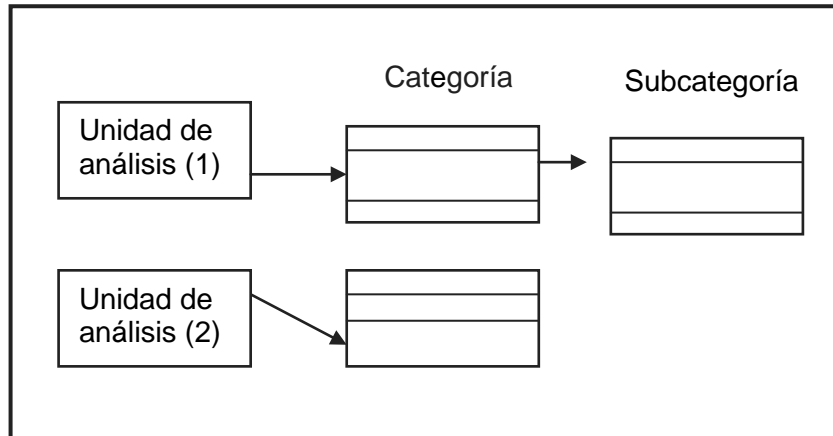 Categoría
Subcategoría
Unidad de
análisis (1)
Unidad de
análisis (2)